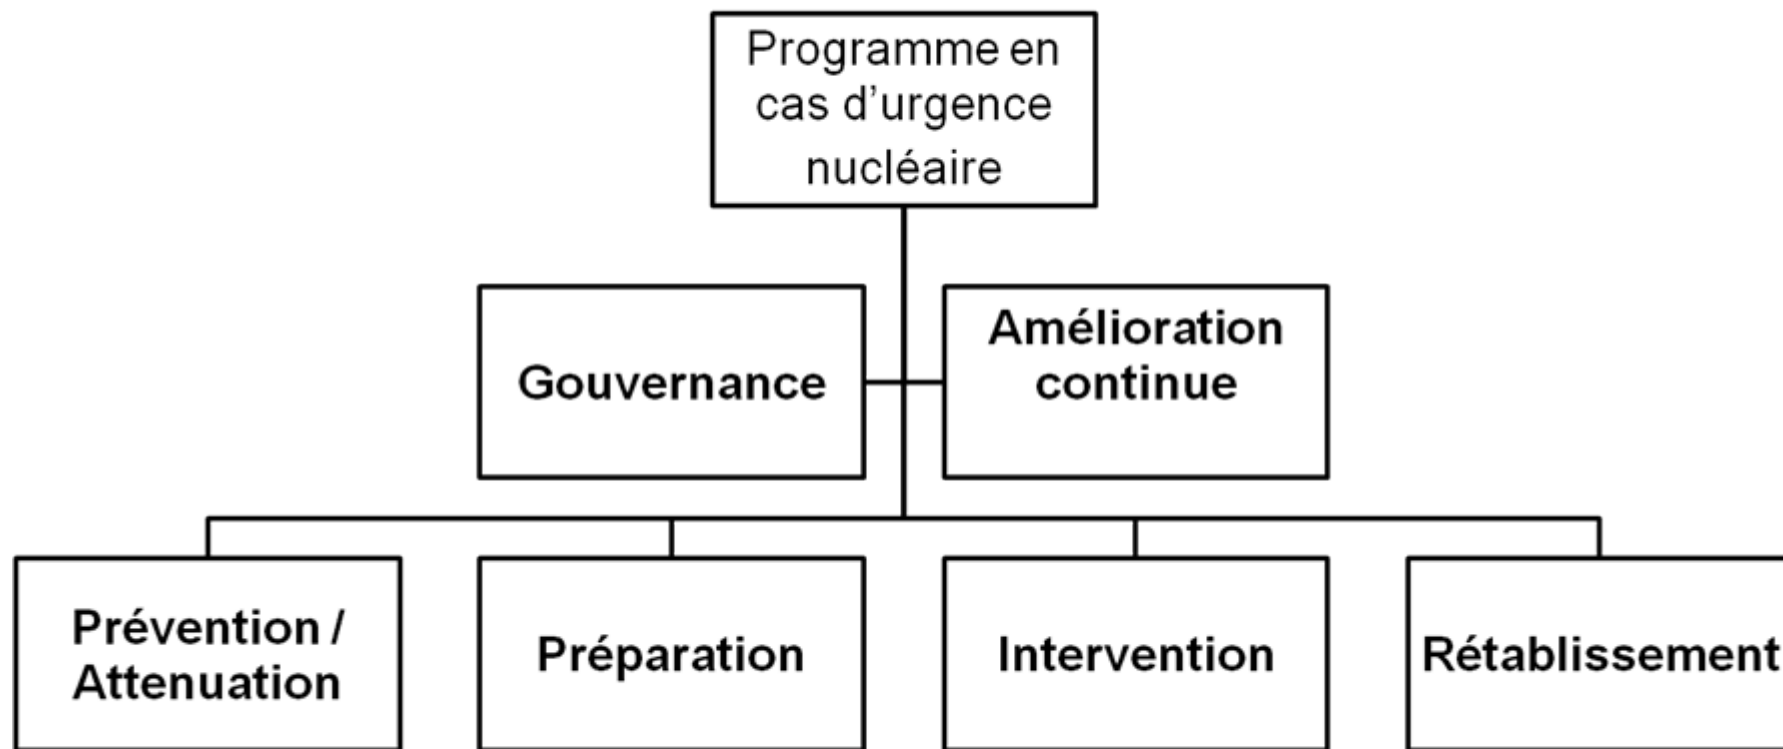 Programme en
cas d’urgence
nucléaire
Gouvernance
Amélioration
continue
Prévention /
Attenuation
Préparation
Intervention
Rétablissement